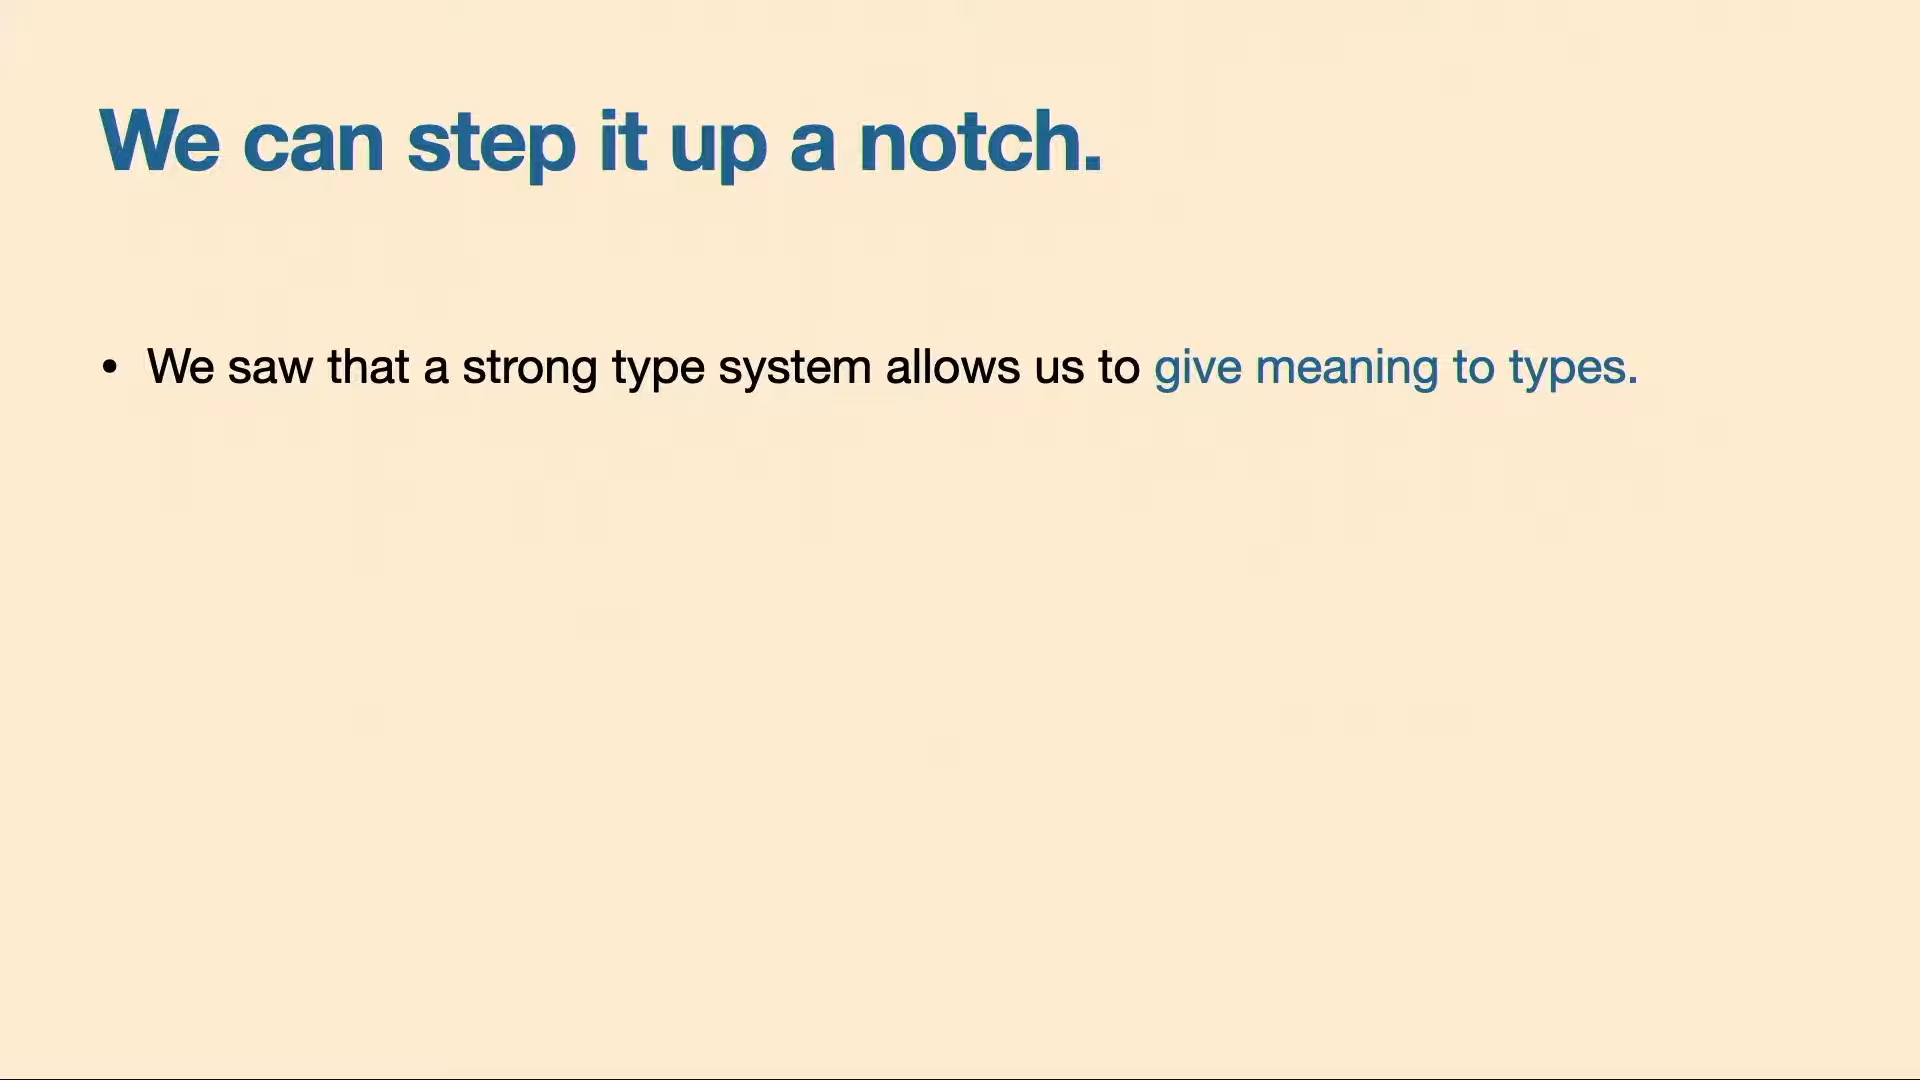 We can step it up a notch.
• We saw that a strong type system allows us to give meaning to types.